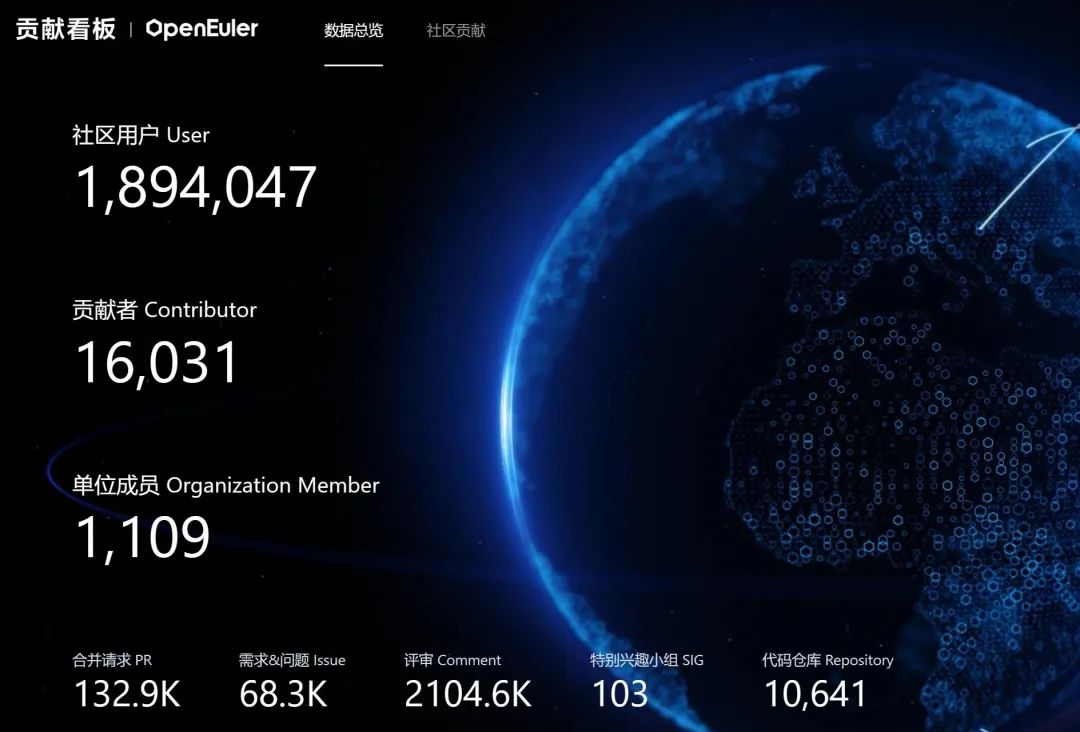 贡献看板 | OpenEuler
数据总览
社区贡献
社区用户 User
1,894,047
贡献者 Contributor
16,031
单位成员 Organization Member
1,109
合并请求 PR
132.9K
需求&问题 Issue
68.3K
评审 Comment
2104.6K
特别兴趣小组 SIG
103
代码仓库 Repository
10,641